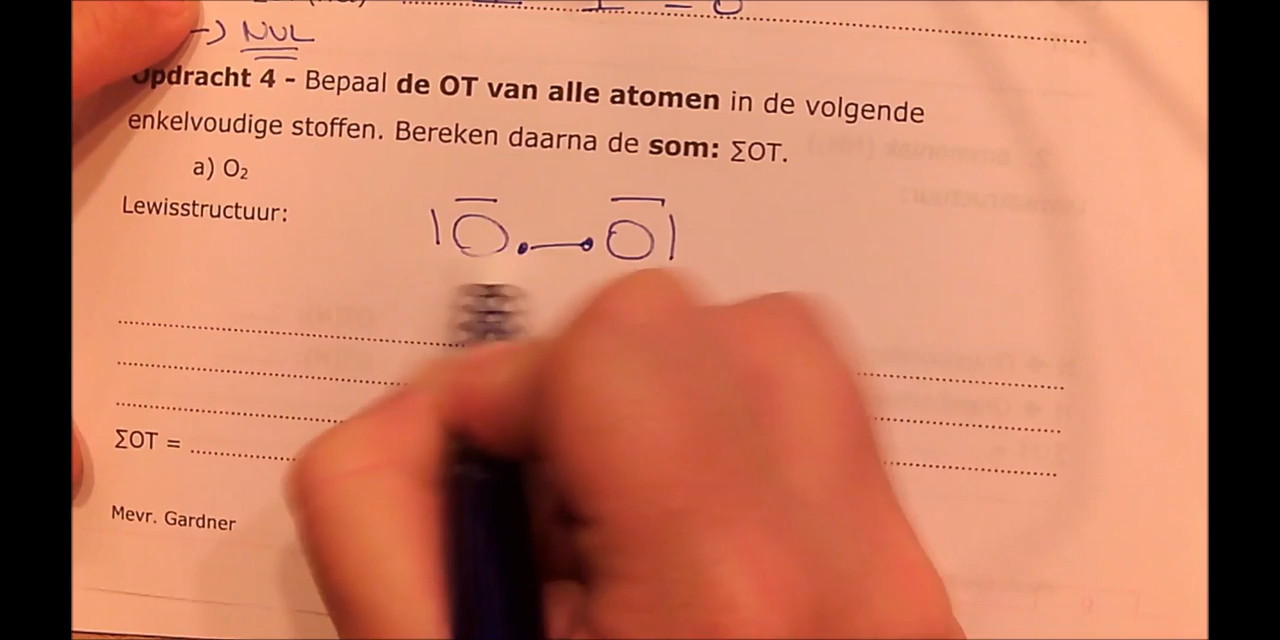 → NUL
Opdracht 4 - Bepaal de OT van alle atomen in de volgende
enkelvoudige stoffen. Bereken daarna de som: ΣOT.
a) O₂
Lewisstructuur:
|O•—•O|
ΣOT =
Mevr. Gardner